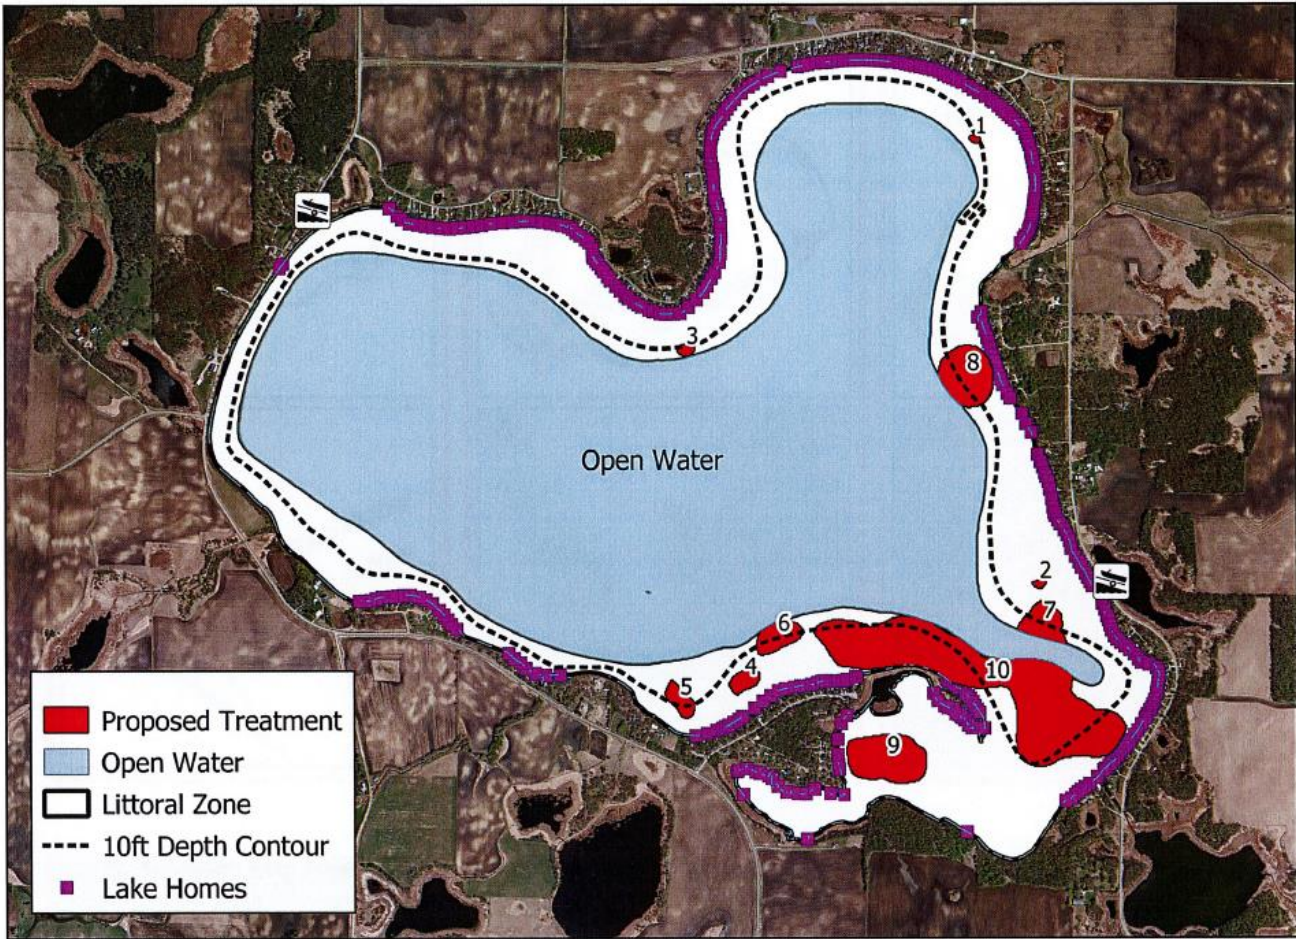 1
3
8
Open Water
2
7
6
10
4
5
9
Proposed Treatment
Open Water
Littoral Zone
10ft Depth Contour
Lake Homes